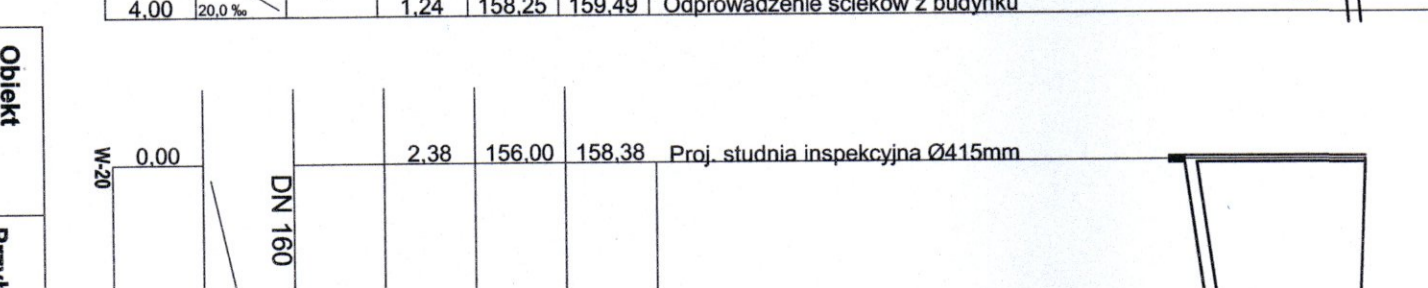 4,00 20,0 ‰ 1,24 158,25 159,49 Odprowadzenie ścieków z budynku
Obiekt
W-20 0,00 2,38 156,00 158,38 Proj. studnia inspekcyjna Ø415mm
DN 160